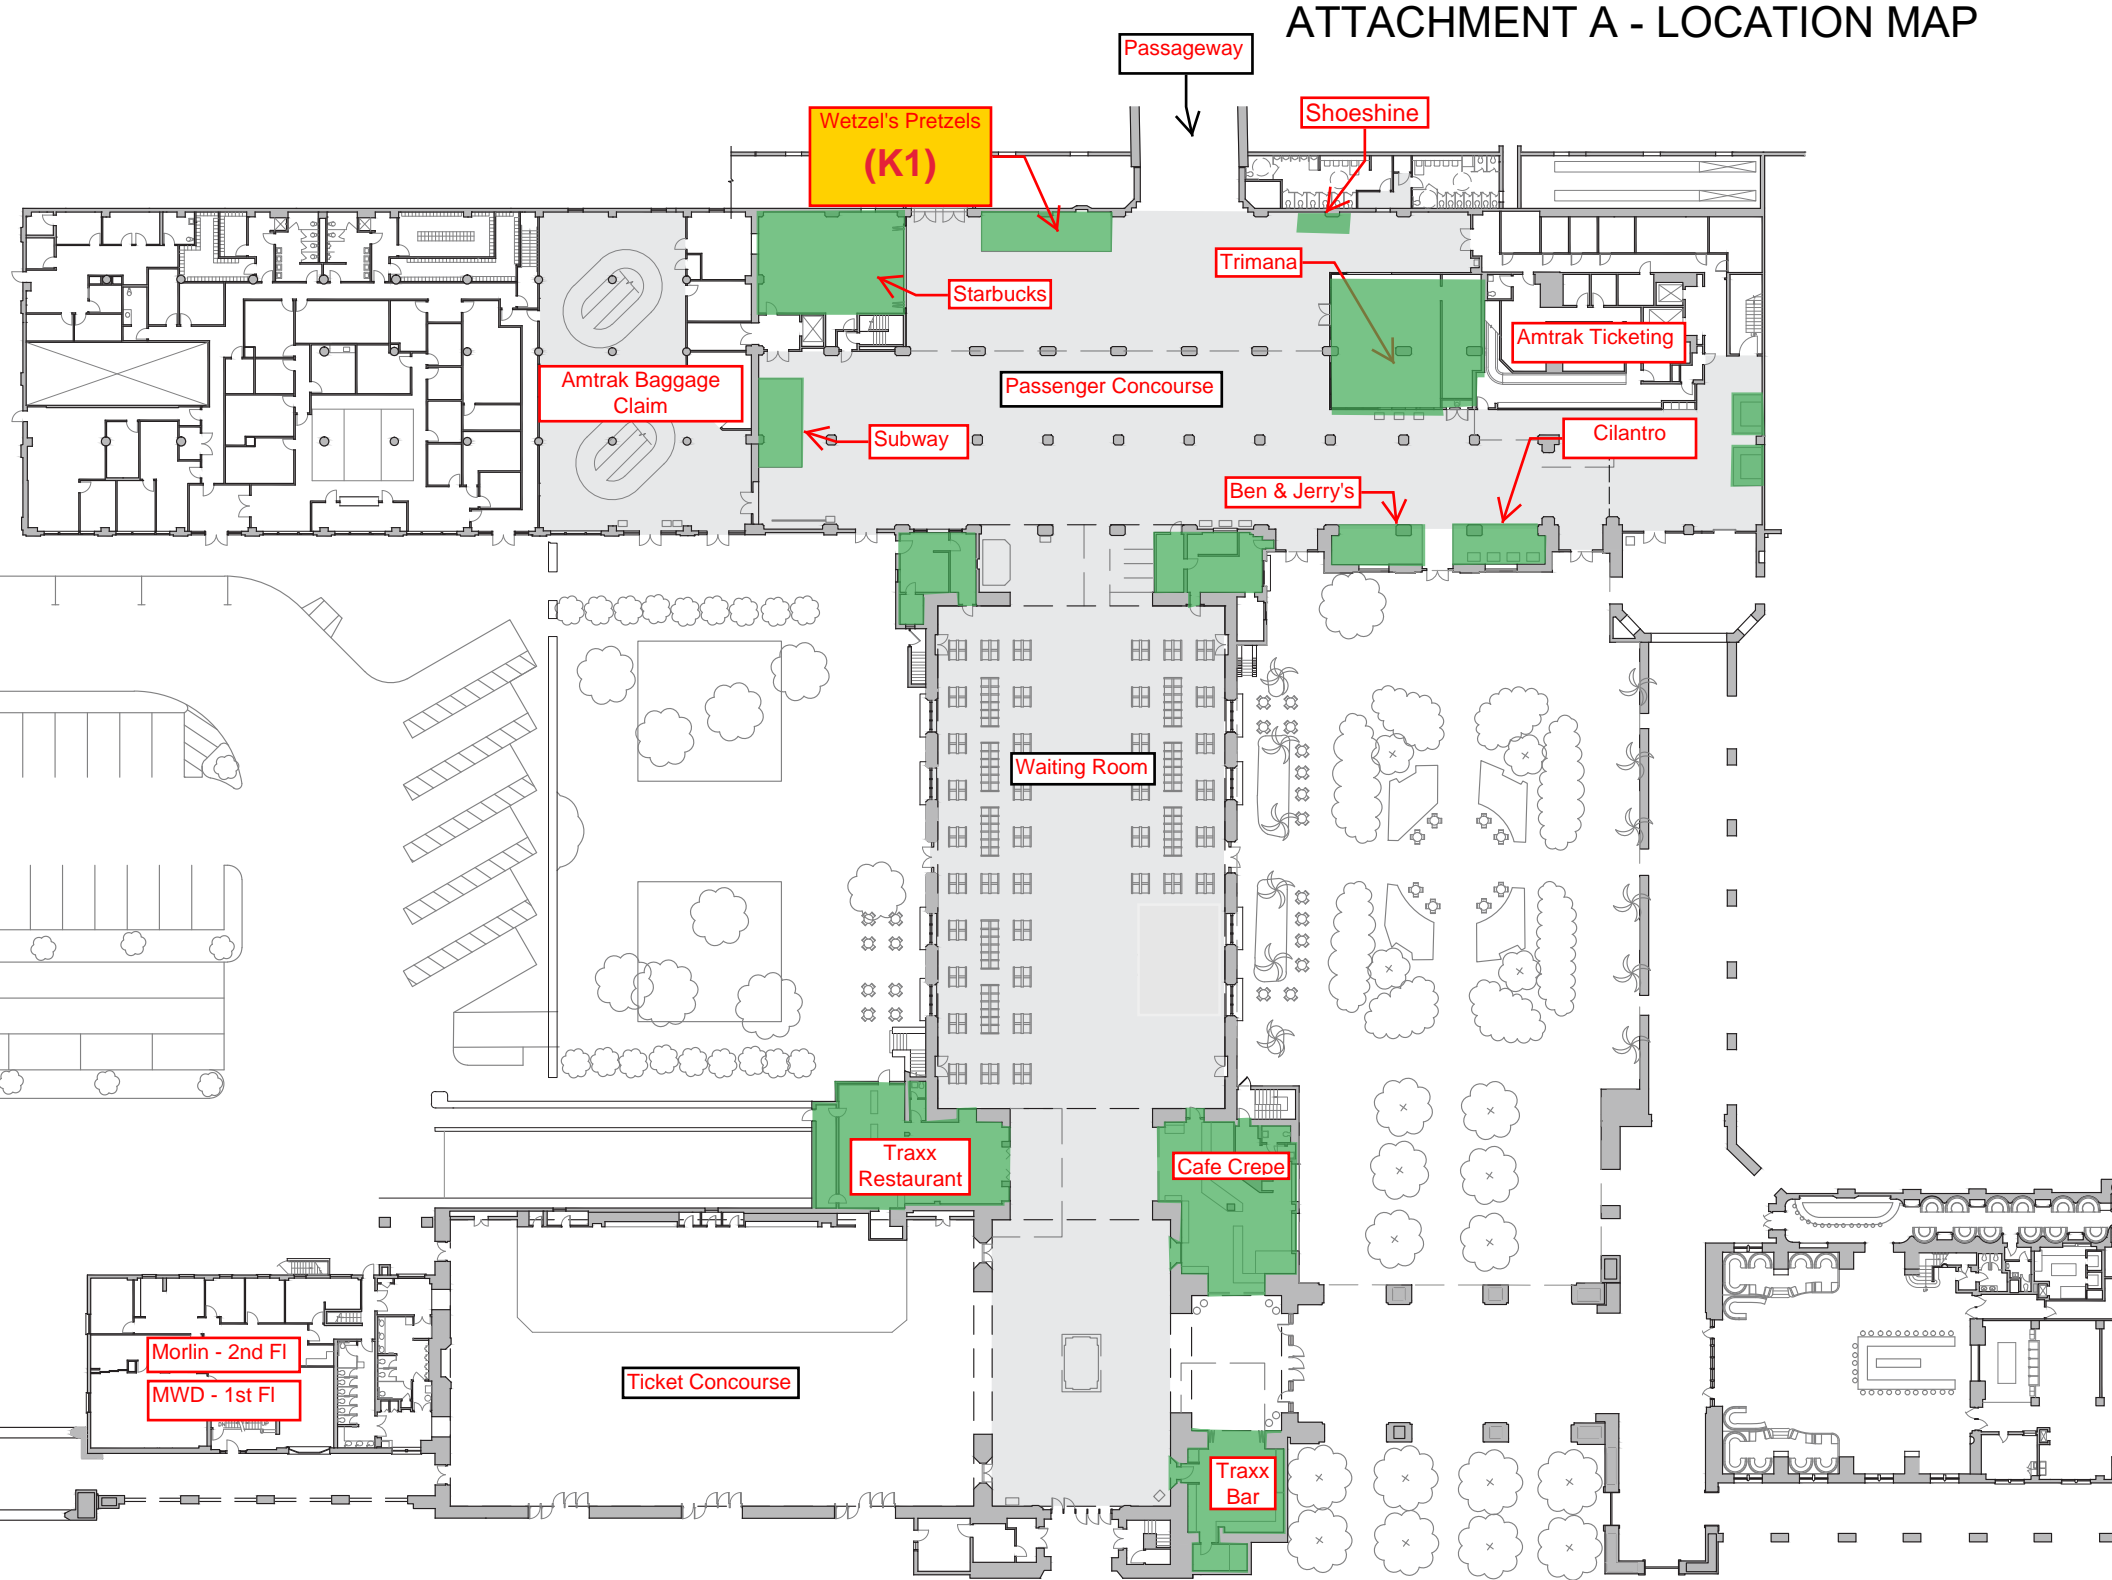 ATTACHMENT A - LOCATION MAP
Passageway
Wetzel's Pretzels
(K1)
Shoeshine
Trimana
Starbucks
Amtrak Ticketing
Amtrak Baggage
Claim
Passenger Concourse
Subway
Cilantro
Ben & Jerry's
Waiting Room
Traxx
Restaurant
Cafe Crepe
Morlin - 2nd Fl
MWD - 1st Fl
Ticket Concourse
Traxx
Bar